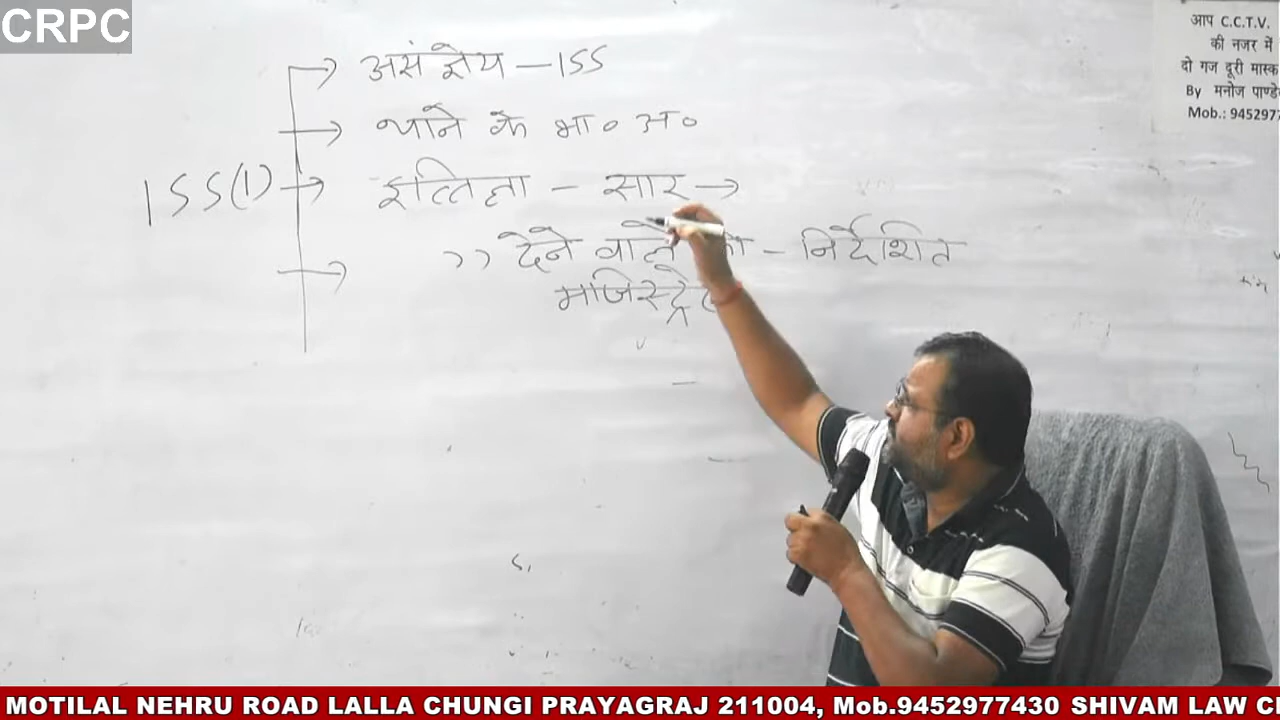 CRPC
आप C.C.T.V.
की नजर में
दो गज दूरी मास्क
By मनोज पाण्डे
Mob.: 945297
असंज्ञेय – 155
थाने के भा० अ०
155(1) → इत्तिला – सार →
,, देने वाले को – निर्देशित
मजिस्ट्रेट
MOTILAL NEHRU ROAD LALLA CHUNGI PRAYAGRAJ 211004, Mob.9452977430 SHIVAM LAW C